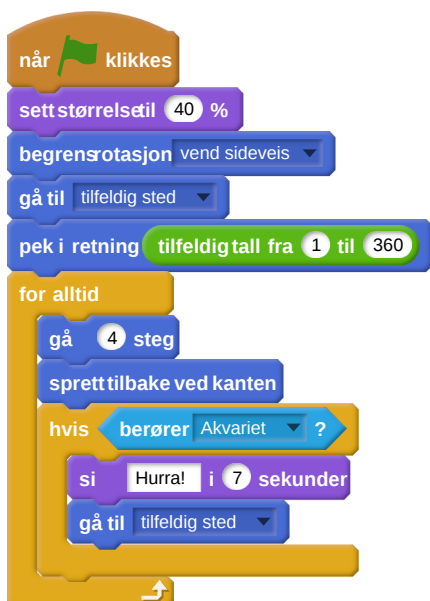 når klikkes
sett størrelse til 40 %
begrens rotasjon vend sideveis
gå til tilfeldig sted
pek i retning tilfeldig tall fra 1 til 360
for alltid
gå 4 steg
sprett tilbake ved kanten
hvis berører Akvariet ?
si Hurra! i 7 sekunder
gå til tilfeldig sted